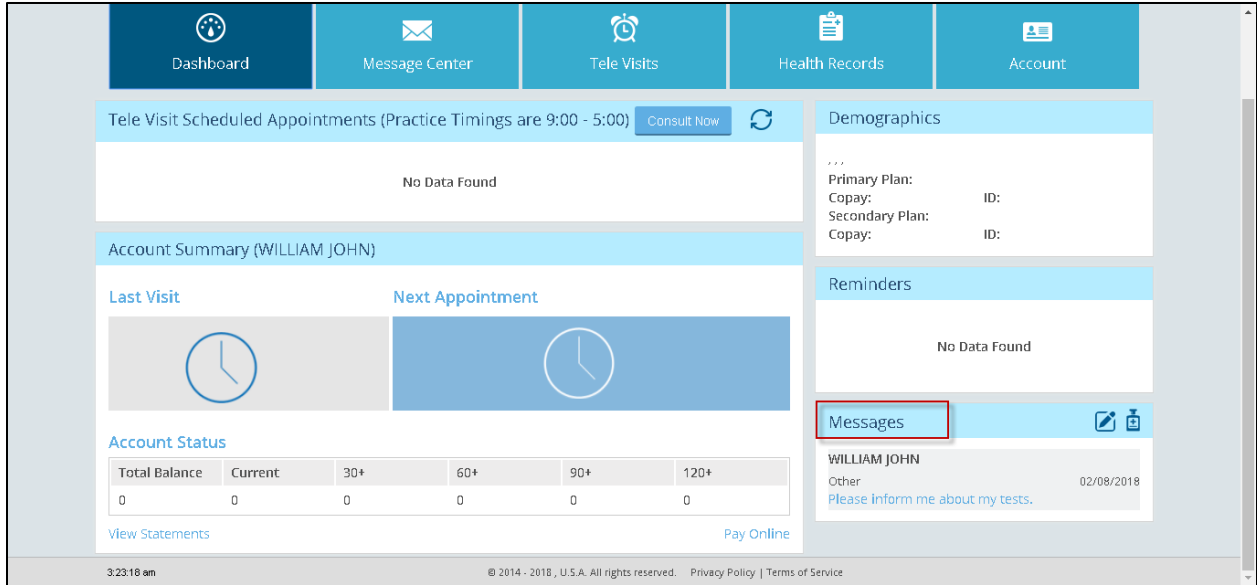 Dashboard
Message Center
Tele Visits
Health Records
Account
Tele Visit Scheduled Appointments (Practice Timings are 9:00 - 5:00) Consult Now
No Data Found
Account Summary (WILLIAM JOHN)
Last Visit
Next Appointment
Account Status
Total Balance Current 30+ 60+ 90+ 120+
0 0 0 0 0 0
View Statements
Pay Online
Demographics
, , ,
Primary Plan:
Copay: ID:
Secondary Plan:
Copay: ID:
Reminders
No Data Found
Messages
WILLIAM JOHN
Other 02/08/2018
Please inform me about my tests.
3:23:18 am
© 2014 - 2018 , U.S.A. All rights reserved. Privacy Policy | Terms of Service